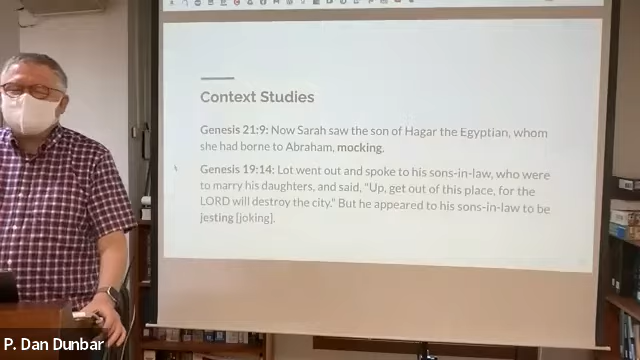 Context Studies
Genesis 21:9: Now Sarah saw the son of Hagar the Egyptian, whom
she had borne to Abraham, mocking.
Genesis 19:14: Lot went out and spoke to his sons-in-law, who were
to marry his daughters, and said, "Up, get out of this place, for the
LORD will destroy the city." But he appeared to his sons-in-law to be
jesting [joking].
P. Dan Dunbar